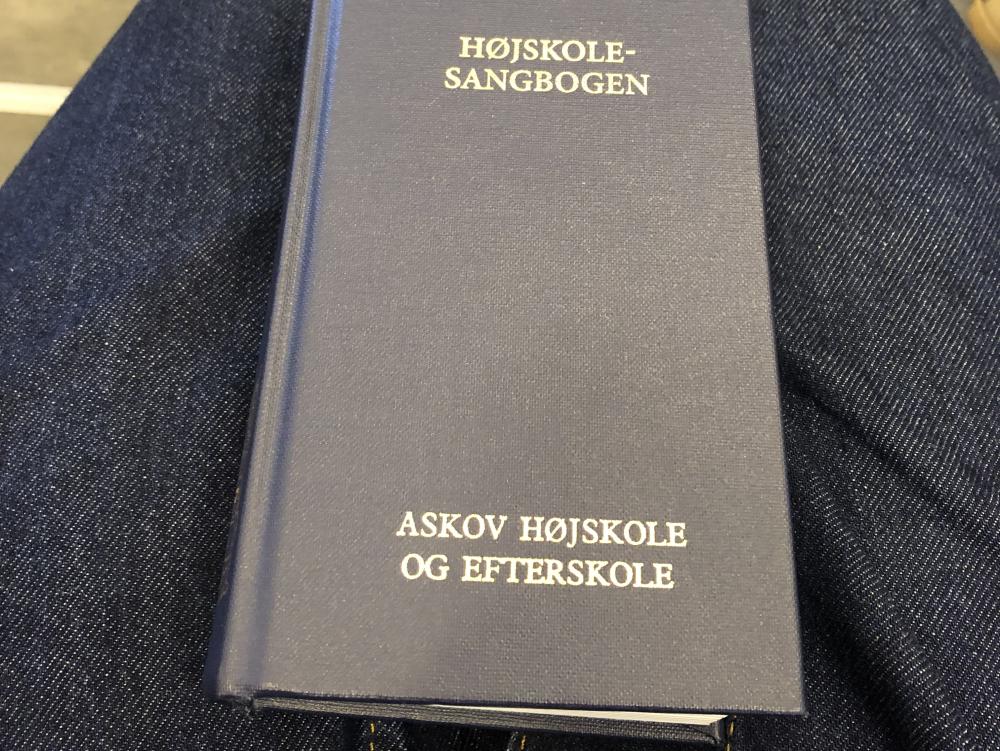 HØJSKOLE-
SANGBOGEN
ASKOV HØJSKOLE
OG EFTERSKOLE